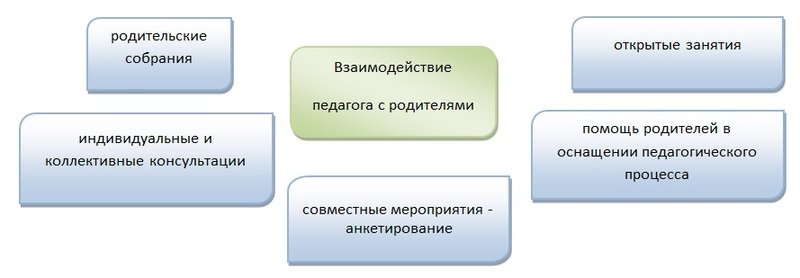 родительские
собрания
Взаимодействие
педагога с родителями
открытые занятия
индивидуальные и
коллективные консультации
помощь родителей в
оснащении педагогического
процесса
совместные мероприятия -
анкетирование